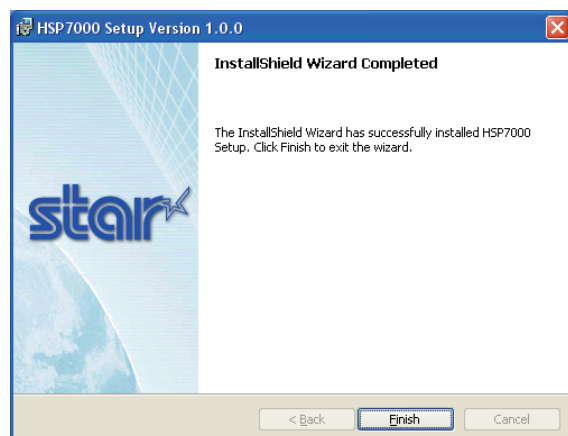 HSP7000 Setup Version 1.0.0
InstallShield Wizard Completed
The InstallShield Wizard has successfully installed HSP7000
Setup. Click Finish to exit the wizard.
star
< Back
Finish
Cancel